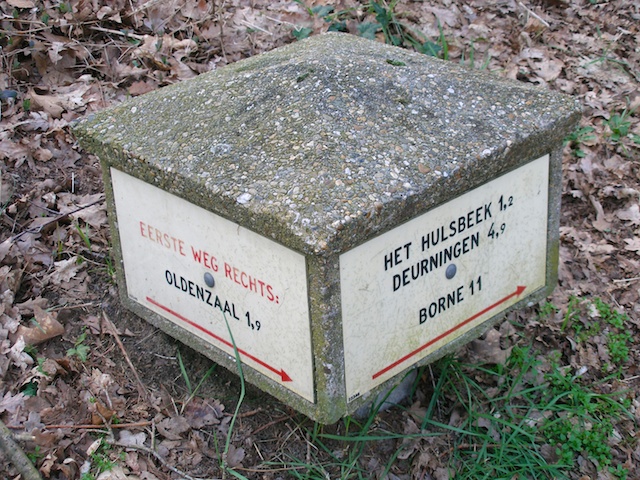 EERSTE WEG RECHTS:
OLDENZAAL 1,9
HET HULSBEEK 1,2
DEURNINGEN 4,9
BORNE 11